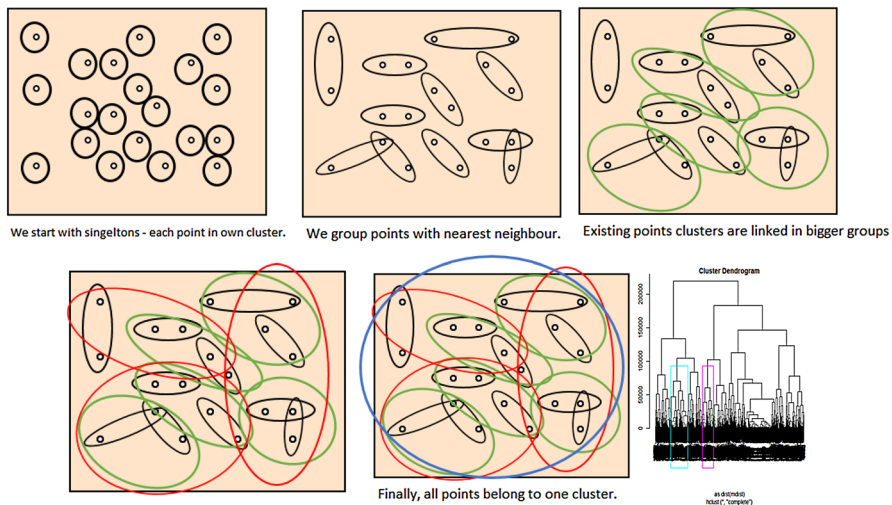 We start with singeltons - each point in own cluster.
We group points with nearest neighbour.
Existing points clusters are linked in bigger groups
Cluster Dendrogram
200000
150000
100000
50000
0
Finally, all points belong to one cluster.
as dist(mdist)
hclust (*, "complete")